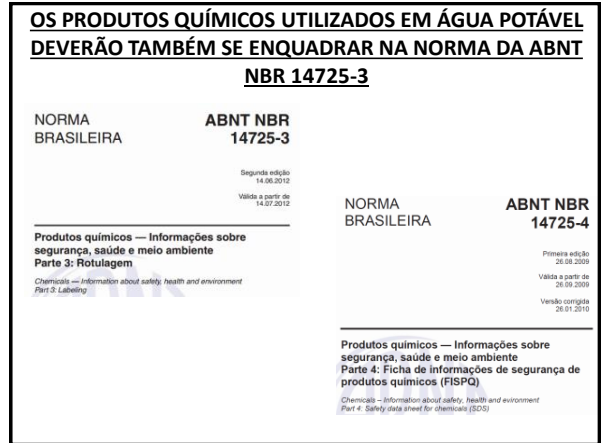 OS PRODUTOS QUÍMICOS UTILIZADOS EM ÁGUA POTÁVEL
DEVERÃO TAMBÉM SE ENQUADRAR NA NORMA DA ABNT
NBR 14725-3
NORMA
BRASILEIRA
ABNT NBR
14725-3
Segunda edição
14.06.2012
Válida a partir de
14.07.2012
Produtos químicos — Informações sobre
segurança, saúde e meio ambiente
Parte 3: Rotulagem
Chemicals — Information about safety, health and environment
Part 3: Labeling
NORMA
BRASILEIRA
ABNT NBR
14725-4
Primeira edição
26.08.2009
Válida a partir de
26.09.2009
Versão corrigida
26.01.2010
Produtos químicos — Informações sobre
segurança, saúde e meio ambiente
Parte 4: Ficha de informações de segurança de
produtos químicos (FISPQ)
Chemicals – Information about safety, health and evironment
Part 4: Safety data sheet for chemicals (SDS)